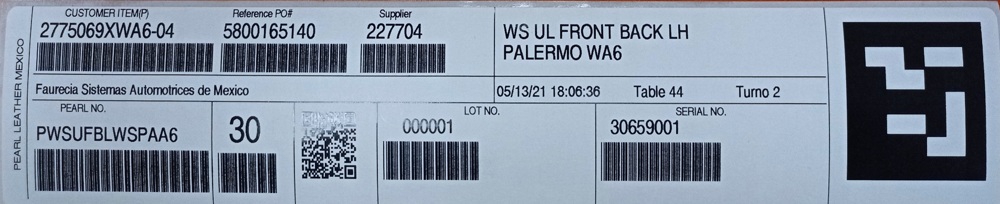 PEARL LEATHER MEXICO
CUSTOMER ITEM(P)
2775069XWA6-04
Reference PO#
5800165140
Supplier
227704
WS UL FRONT BACK LH
PALERMO WA6
Faurecia Sistemas Automotrices de Mexico
05/13/21 18:06:36 Table 44 Turno 2
PEARL NO.
PWSUFBLWSPAA6
30
LOT NO.
000001
SERIAL NO.
30659001